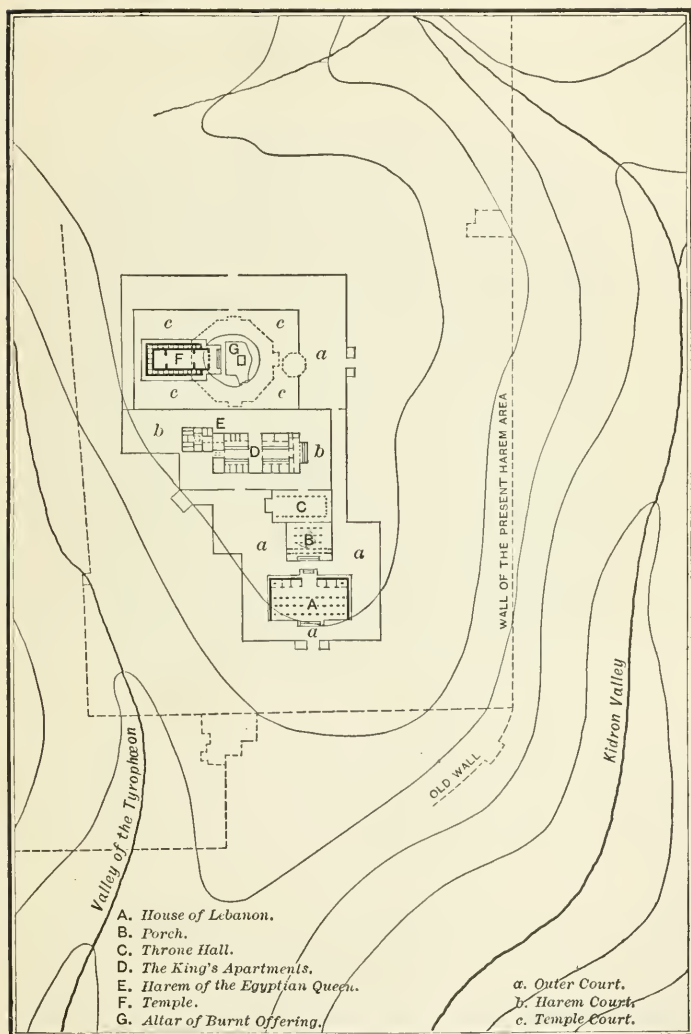 c
c
F
G
a
c
c
E
b
D
b
C
B
a
a
A
a
WALL OF THE PRESENT HAREM AREA
Kidron Valley
OLD WALL
Valley of the Tyrophœon
A. House of Lebanon.
B. Porch.
C. Throne Hall.
D. The King's Apartments.
E. Harem of the Egyptian Queen.
F. Temple.
G. Altar of Burnt Offering.
a. Outer Court.
b. Harem Court.
c. Temple Court.